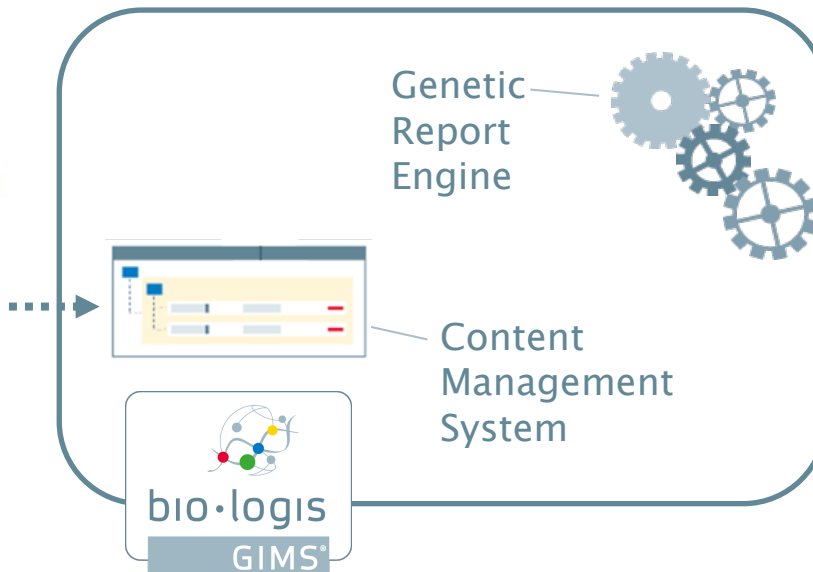 Genetic
Report
Engine
Content
Management
System
bio•logis
GIMS®